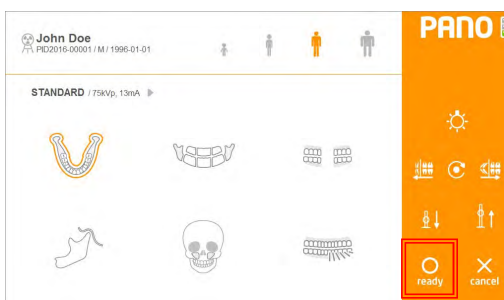 John Doe
PID2016-00001 / M / 1996-01-01
PANO
STANDARD / 75kVp, 13mA
ready
cancel